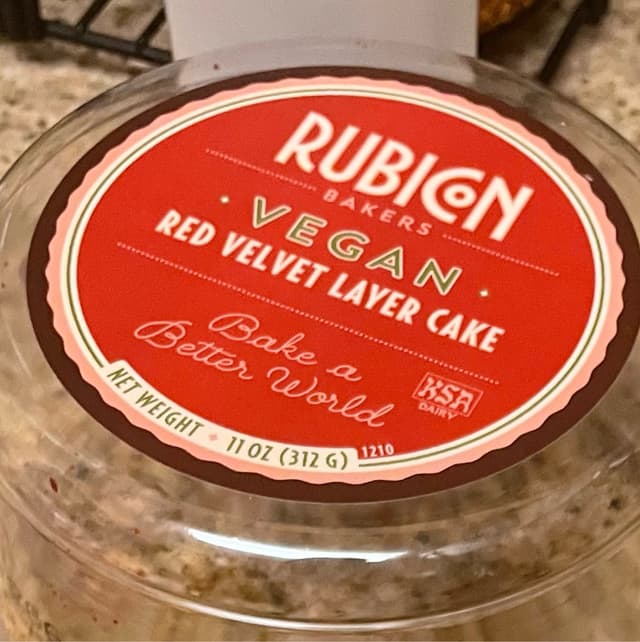 RUBICON
BAKERS
VEGAN
RED VELVET LAYER CAKE
Bake a
Better World
KSA
DAIRY
NET WEIGHT • 11 OZ (312 G)
1210